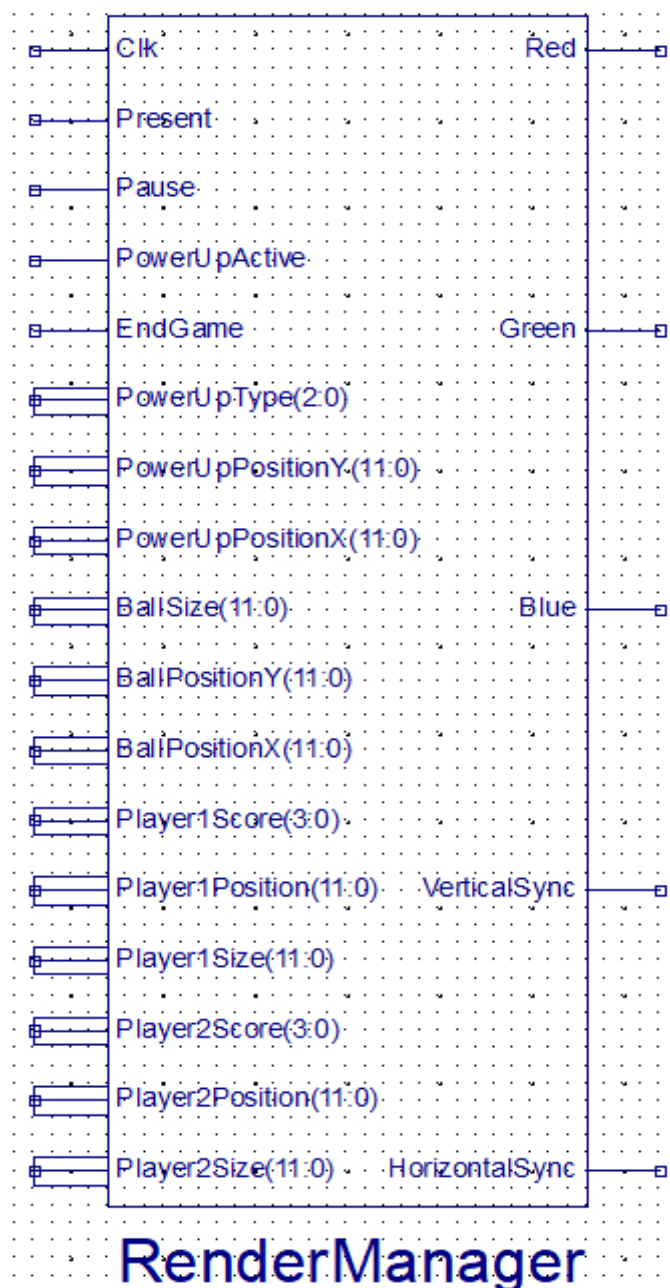 Clk Red
Present
Pause
PowerUpActive
EndGame Green
PowerUpType(2:0)
PowerUpPositionY(11:0)
PowerUpPositionX(11:0)
BallSize(11:0) Blue
BallPositionY(11:0)
BallPositionX(11:0)
Player1Score(3:0)
Player1Position(11:0) VerticalSync
Player1Size(11:0)
Player2Score(3:0)
Player2Position(11:0)
Player2Size(11:0) HorizontalSync
RenderManager